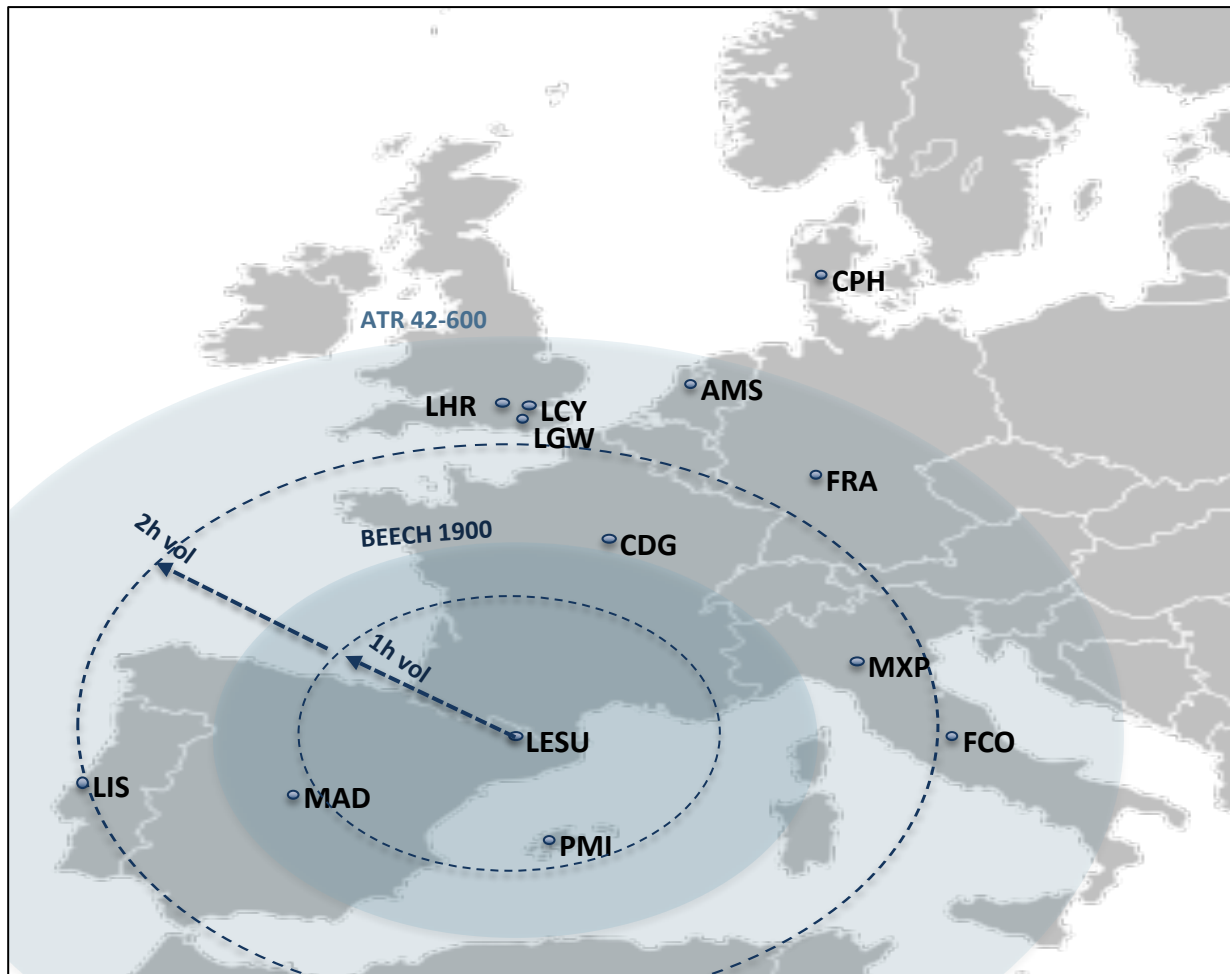 CPH
ATR 42-600
AMS
LHR
LCY
LGW
FRA
2h vol
BEECH 1900
CDG
1h vol
MXP
LESU
FCO
LIS
MAD
PMI